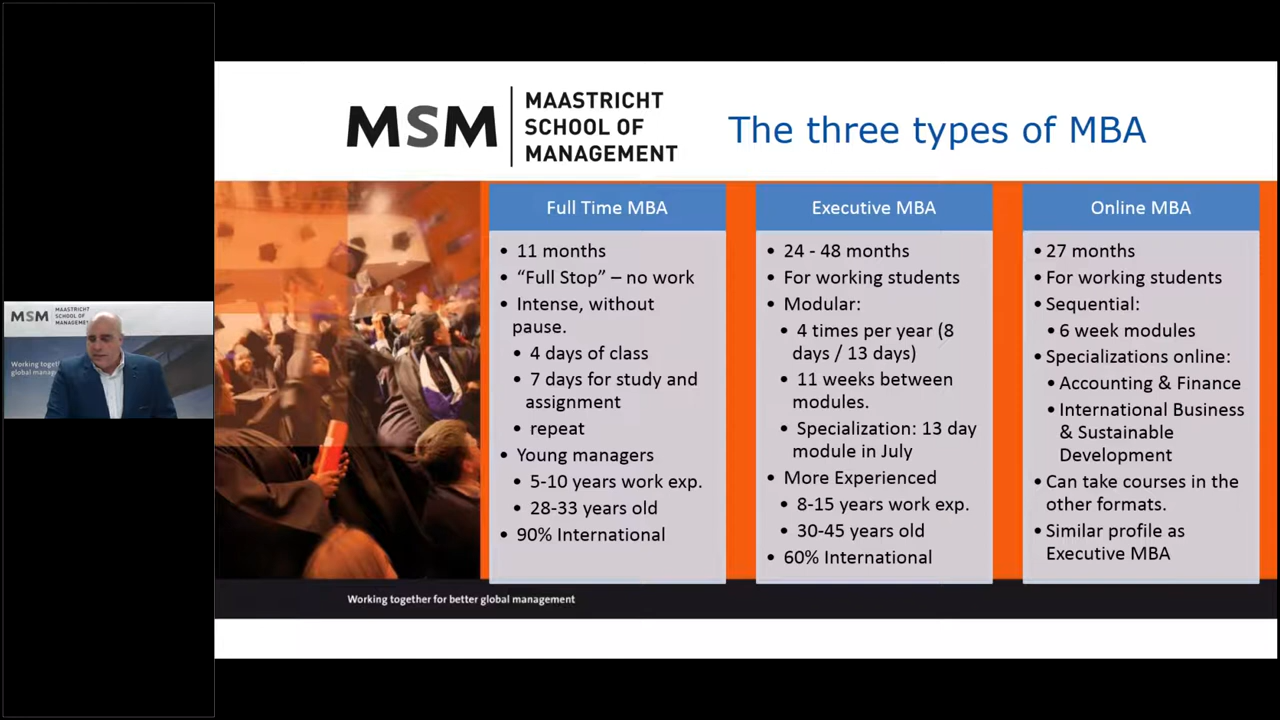 MSM
MAASTRICHT
SCHOOL OF
MANAGEMENT
The three types of MBA
Full Time MBA
• 11 months
• “Full Stop” – no work
• Intense, without
pause.
• 4 days of class
• 7 days for study and
assignment
• repeat
• Young managers
• 5-10 years work exp.
• 28-33 years old
• 90% International
Executive MBA
• 24 - 48 months
• For working students
• Modular:
• 4 times per year (8
days / 13 days)
• 11 weeks between
modules.
• Specialization: 13 day
module in July
• More Experienced
• 8-15 years work exp.
• 30-45 years old
• 60% International
Online MBA
• 27 months
• For working students
• Sequential:
• 6 week modules
• Specializations online:
• Accounting & Finance
• International Business
& Sustainable
Development
• Can take courses in the
other formats.
• Similar profile as
Executive MBA
Working together for better global management
MSM
MAASTRICHT
SCHOOL OF
Working
global